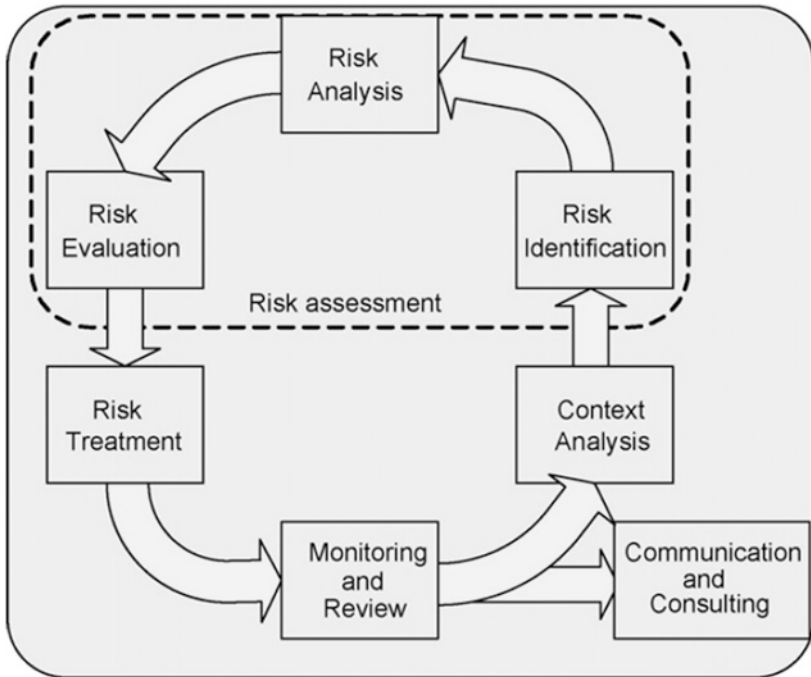 Risk
Analysis
Risk
Evaluation
Risk
Identification
Risk assessment
Risk
Treatment
Context
Analysis
Monitoring
and
Review
Communication
and
Consulting